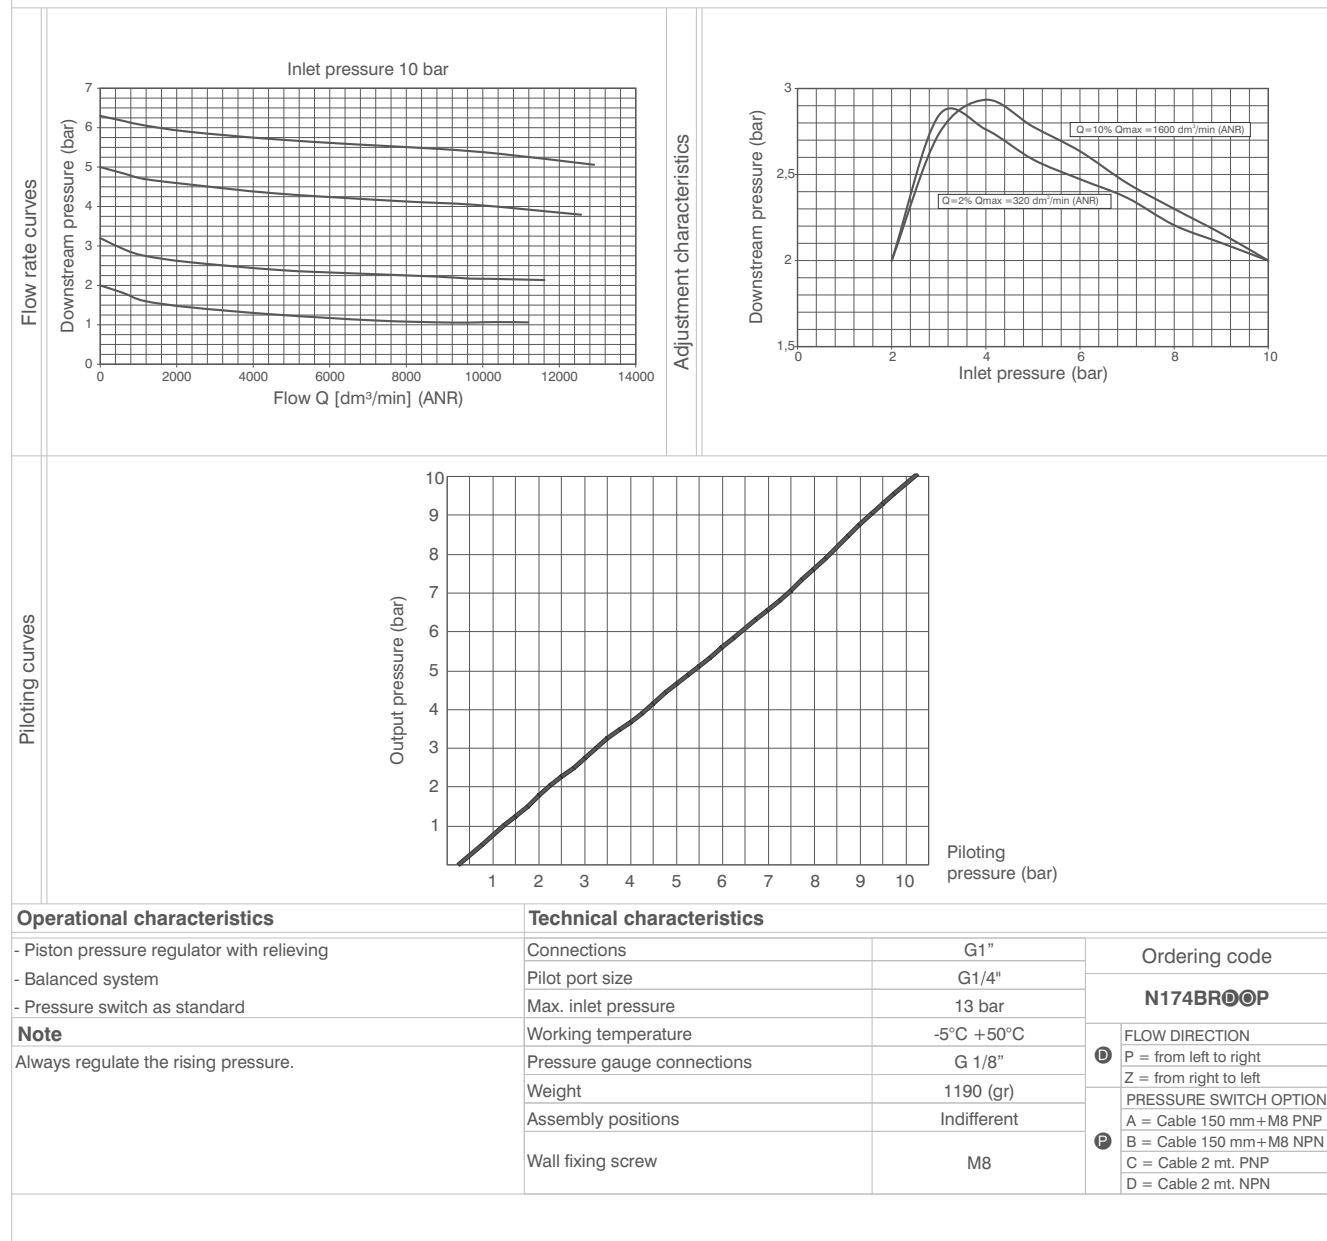 Flow rate curves
Inlet pressure 10 bar
Downstream pressure (bar)
7
6
5
4
3
2
1
0
0 2000 4000 6000 8000 10000 12000 14000
Flow Q [dm³/min] (ANR)
Adjustment characteristics
Downstream pressure (bar)
3
2,5
2
1,5
Q=10% Qmax =1600 dm³/min (ANR)
Q=2% Qmax =320 dm³/min (ANR)
0 2 4 6 8 10
Inlet pressure (bar)
Piloting curves
Output pressure (bar)
10
9
8
7
6
5
4
3
2
1
1 2 3 4 5 6 7 8 9 10
Piloting
pressure (bar)
Operational characteristics
- Piston pressure regulator with relieving
- Balanced system
- Pressure switch as standard
Note
Always regulate the rising pressure.
Technical characteristics
Connections G1”
Pilot port size G1/4"
Max. inlet pressure 13 bar
Working temperature -5°C +50°C
Pressure gauge connections G 1/8”
Weight 1190 (gr)
Assembly positions Indifferent
Wall fixing screw M8
Ordering code
N174BR🅓🅞P
D
FLOW DIRECTION
P = from left to right
Z = from right to left
P
PRESSURE SWITCH OPTION
A = Cable 150 mm+M8 PNP
B = Cable 150 mm+M8 NPN
C = Cable 2 mt. PNP
D = Cable 2 mt. NPN